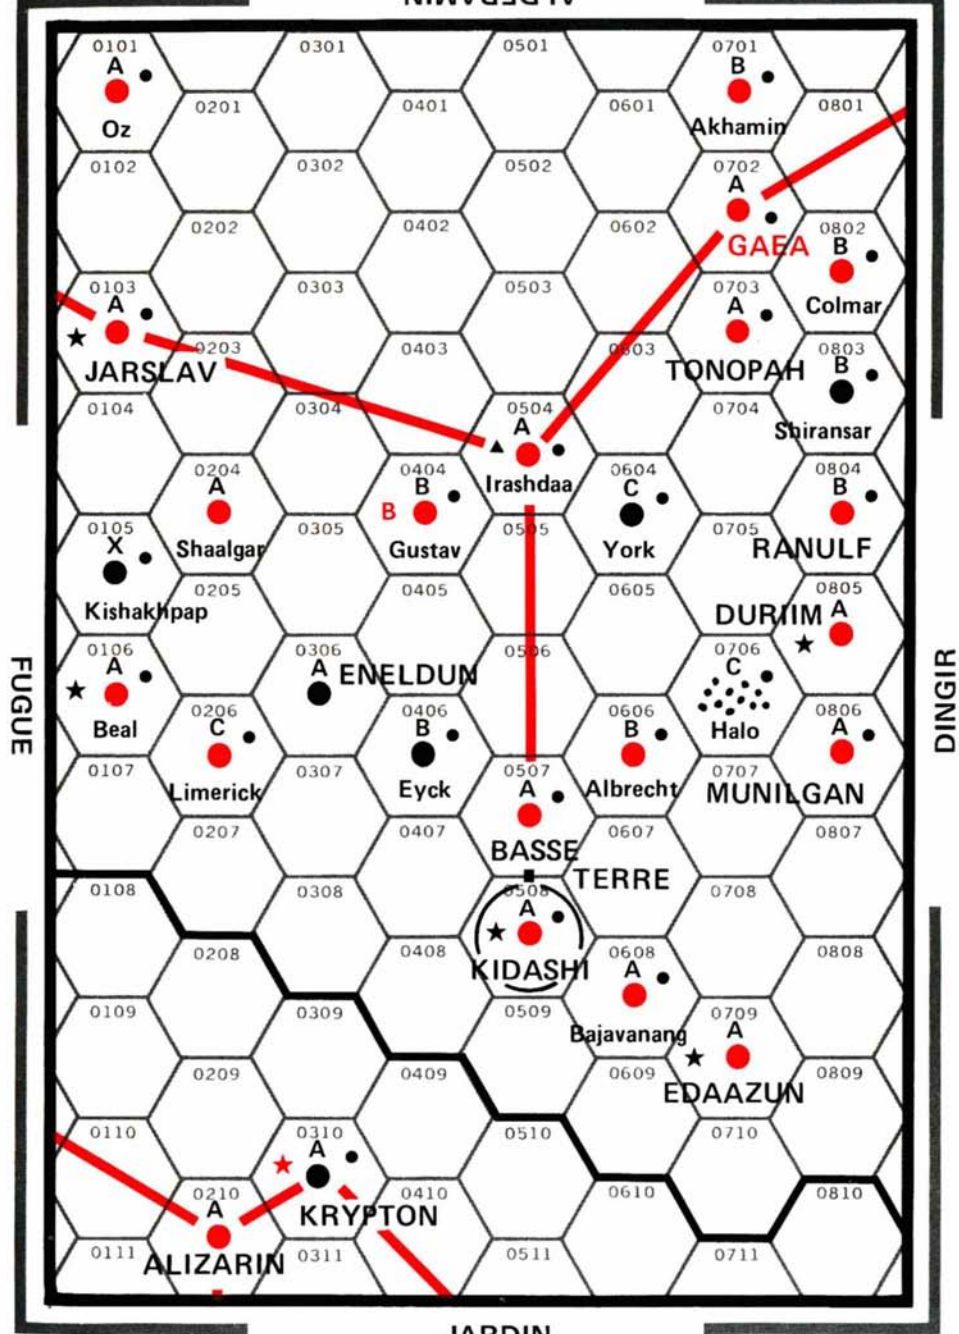 ALDERAMIN
0101
0301
0501
0701
A
B
0201
0401
0601
0801
Oz
Akhamin
0102
0302
0502
0702
A
0202
0402
0602
0802
GAEA
B
0103
0303
0503
0703
A
A
Colmar
0203
0403
0603
0803
JARSLAV
TONOPAH
B
0104
0304
0504
0704
A
Shiransar
0204
0404
0604
0804
A
B
Irashdaa
C
B
B
0105
0305
0505
0705
X
Shaalgar
Gustav
York
RANULF
0205
0405
0605
0805
Kishakhpap
DURIIM
A
0106
0306
0506
0706
A
A
ENELDUN
C
FUGUE
DINGIR
0206
0406
0606
0806
Beal
C
B
B
Halo
A
0107
0307
0507
0707
Limerick
Eyck
A
Albrecht
MUNILGAN
0207
0407
0607
0807
BASSE
TERRE
0108
0308
0508
0708
A
0208
0408
0608
0808
KIDASHI
A
0109
0309
0509
0709
Bajavanang
A
0209
0409
0609
0809
EDAAZUN
0110
0310
0510
0710
A
0210
0410
0610
0810
A
KRYPTON
0111
0311
0511
0711
ALIZARIN
JARDIN